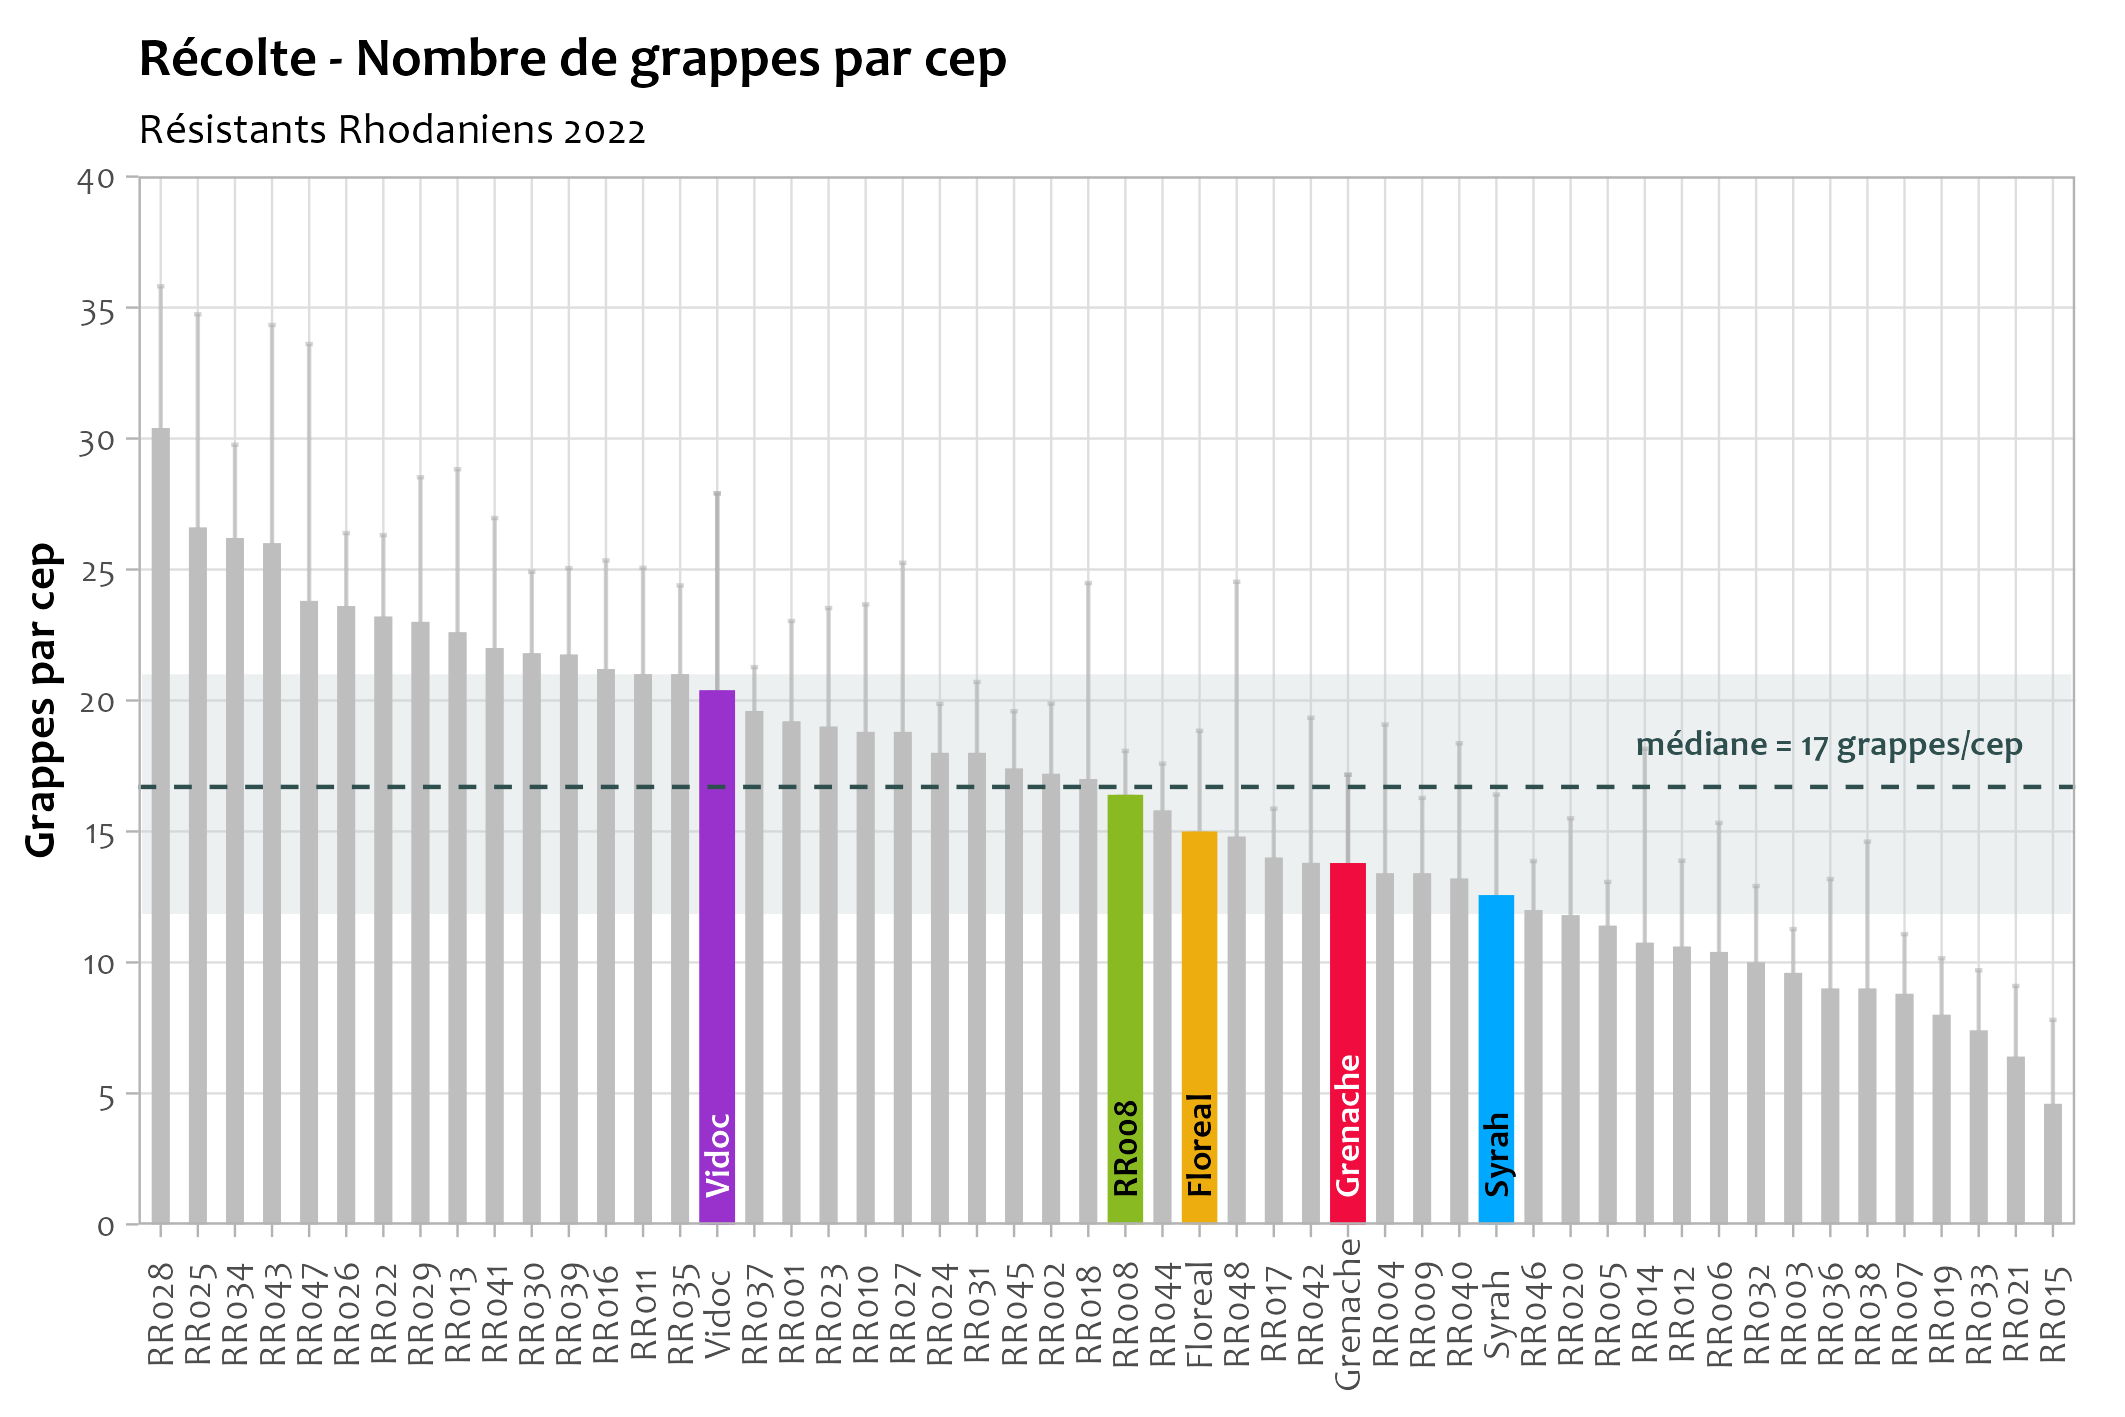 Récolte - Nombre de grappes par cep
Résistants Rhodaniens 2022
Grappes par cep
40
35
30
25
20
15
10
5
0
médiane = 17 grappes/cep
Vidoc
RR008
Floreal
Grenache
Syrah
RR028
RR025
RR034
RR043
RR047
RR026
RR022
RR029
RR013
RR041
RR030
RR039
RR016
RR011
RR035
Vidoc
RR037
RR001
RR023
RR010
RR027
RR024
RR031
RR045
RR002
RR018
RR008
RR044
Floreal
RR048
RR017
RR042
Grenache
RR004
RR009
RR040
Syrah
RR046
RR020
RR005
RR014
RR012
RR006
RR032
RR003
RR036
RR038
RR007
RR019
RR033
RR021
RR015